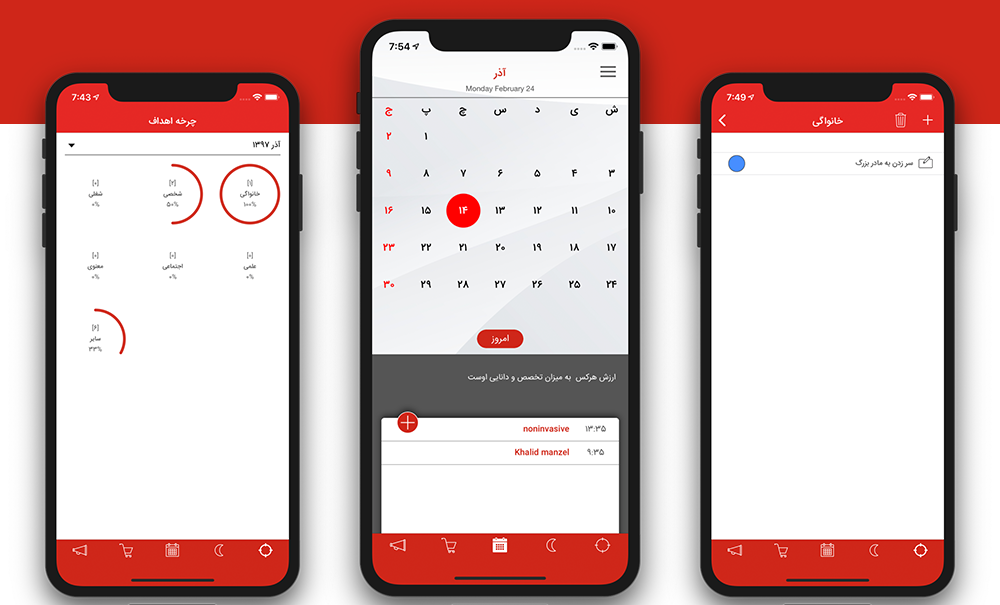 7:43
چرخه اهداف
آذر ۱۳۹۷
[۱] [۲] [۰]
خانواگی شخصی شغلی
۱۰۰% ۵۰% ۰%
[۰] [۰] [۰]
علمی اجتماعی معنوی
۰% ۰% ۰%
[۶]
سایر
۳۳%
7:54
آذر
Monday February 24
ش ی د س چ پ ج
۱ ۲
۳ ۴ ۵ ۶ ۷ ۸ ۹
۱۰ ۱۱ ۱۲ ۱۳ ۱۴ ۱۵ ۱۶
۱۷ ۱۸ ۱۹ ۲۰ ۲۱ ۲۲ ۲۳
۲۴ ۲۵ ۲۶ ۲۷ ۲۸ ۲۹ ۳۰
امروز
ارزش هرکس به میزان تخصص و دانایی اوست
۱۳:۳۵ noninvasive
۹:۳۵ Khalid manzel
7:49
خانواگی
سر زدن به مادر بزرگ